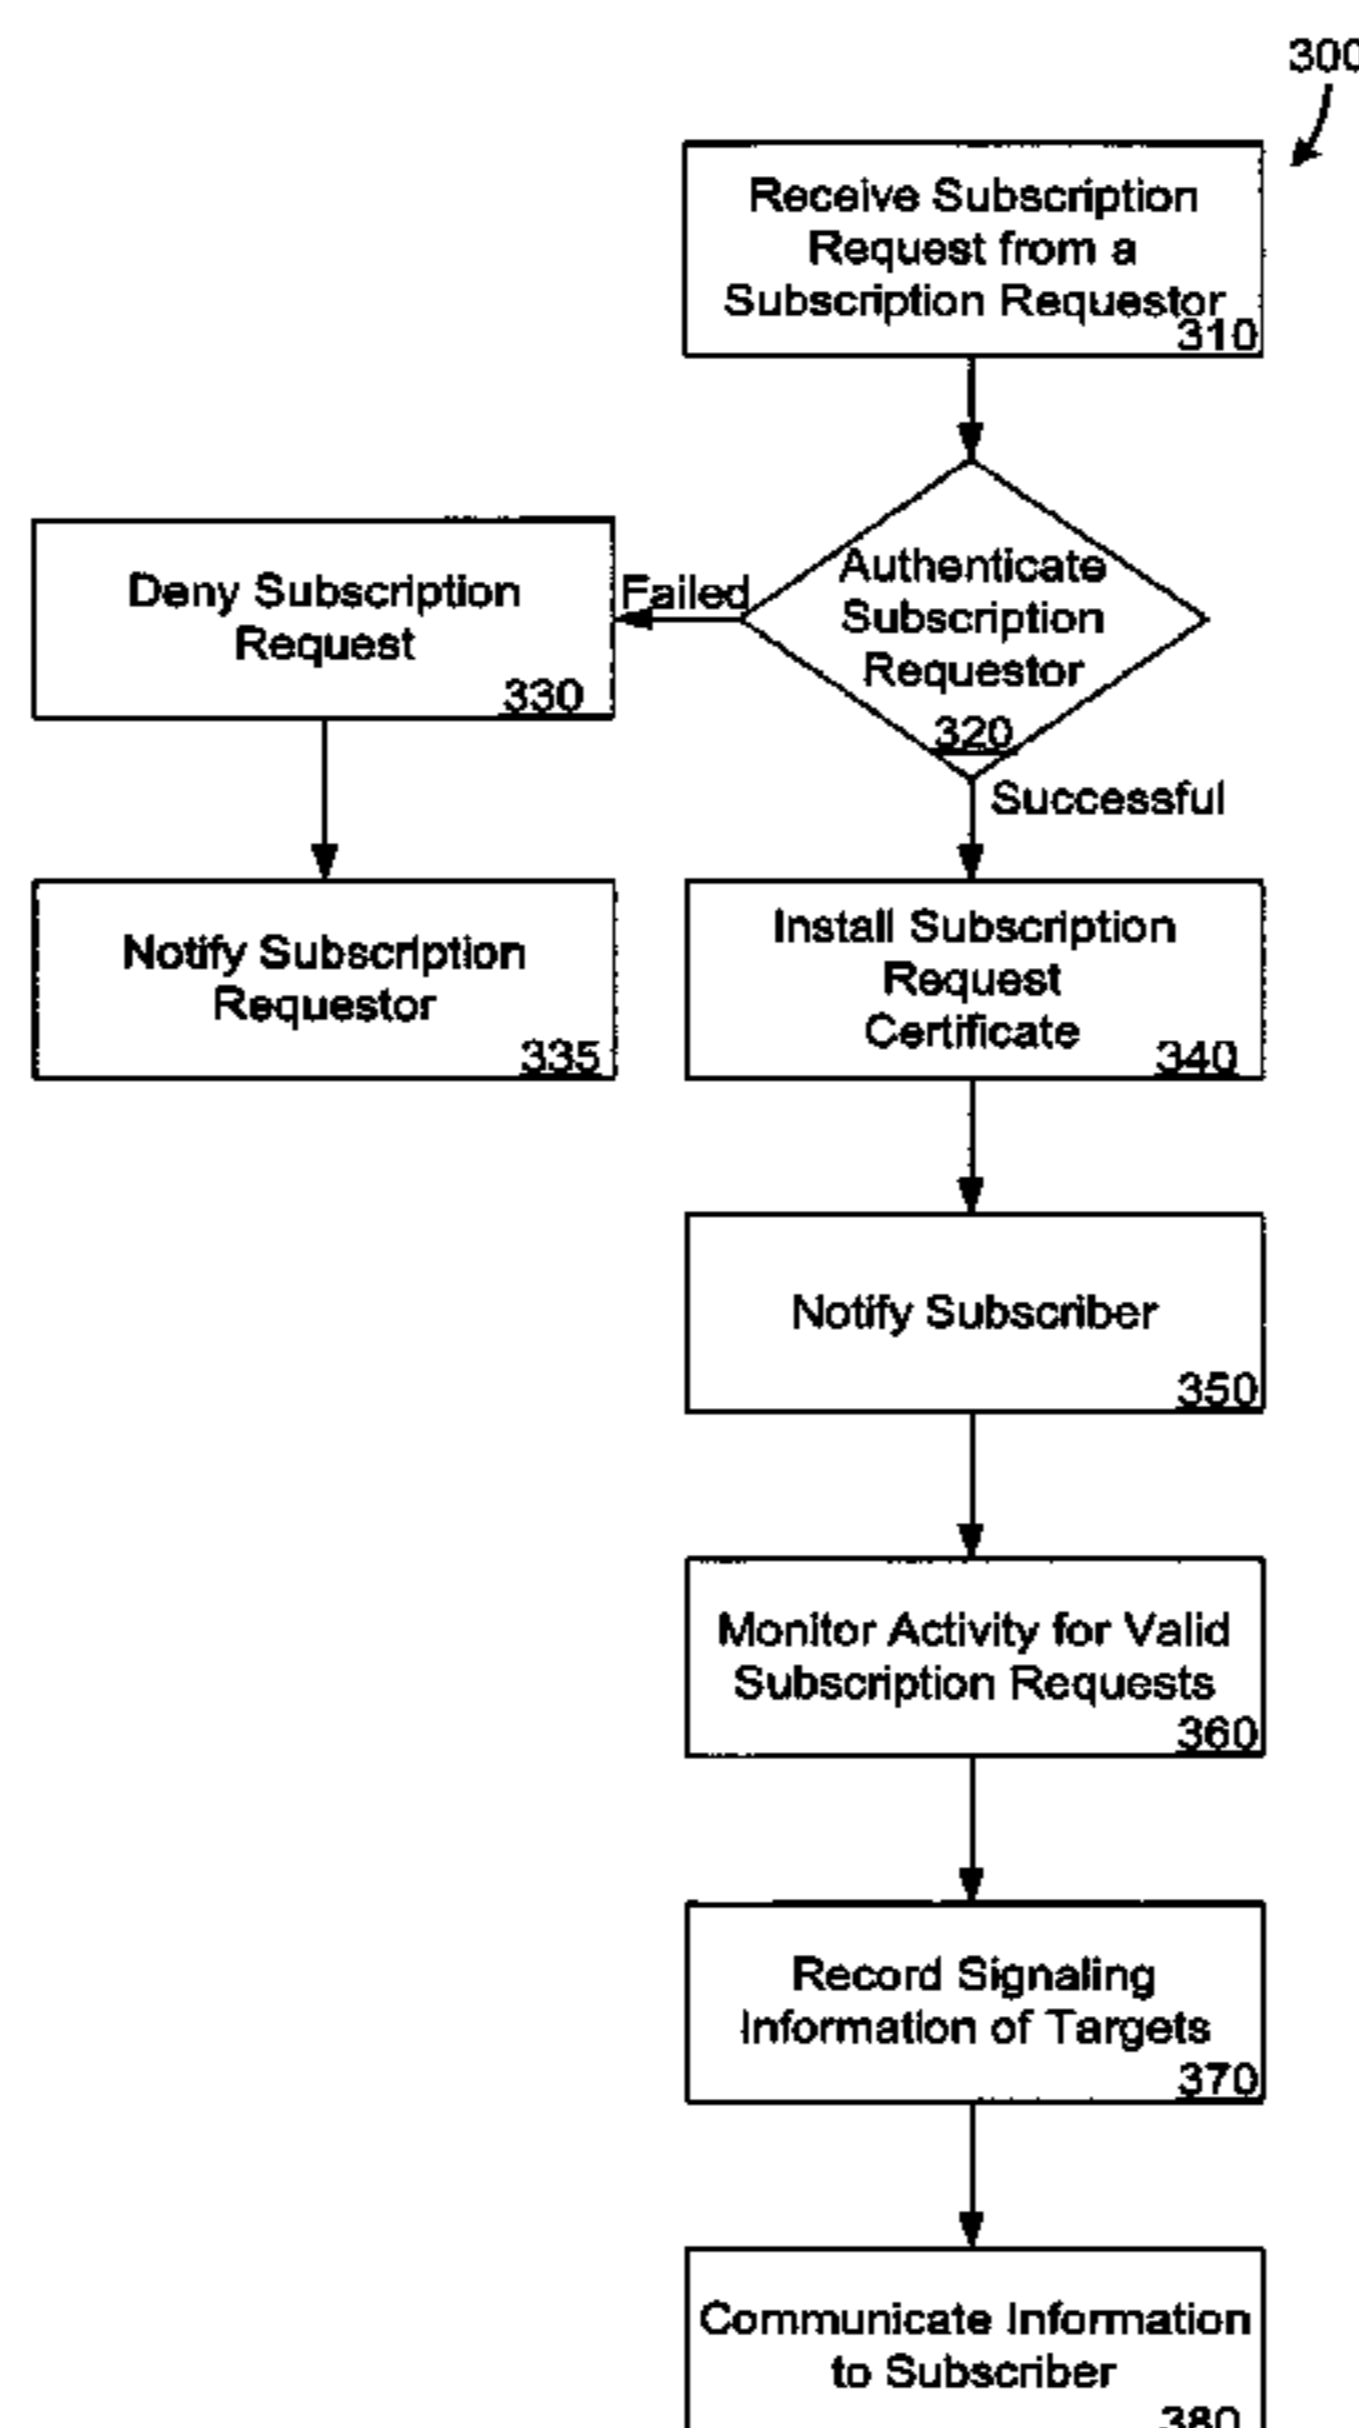 300
Receive Subscription
Request from a
Subscription Requestor
310
Authenticate
Subscription
Requestor
320
Failed
Deny Subscription
Request
330
Notify Subscription
Requestor
335
Successful
Install Subscription
Request
Certificate
340
Notify Subscriber
350
Monitor Activity for Valid
Subscription Requests
360
Record Signaling
Information of Targets
370
Communicate Information
to Subscriber
380